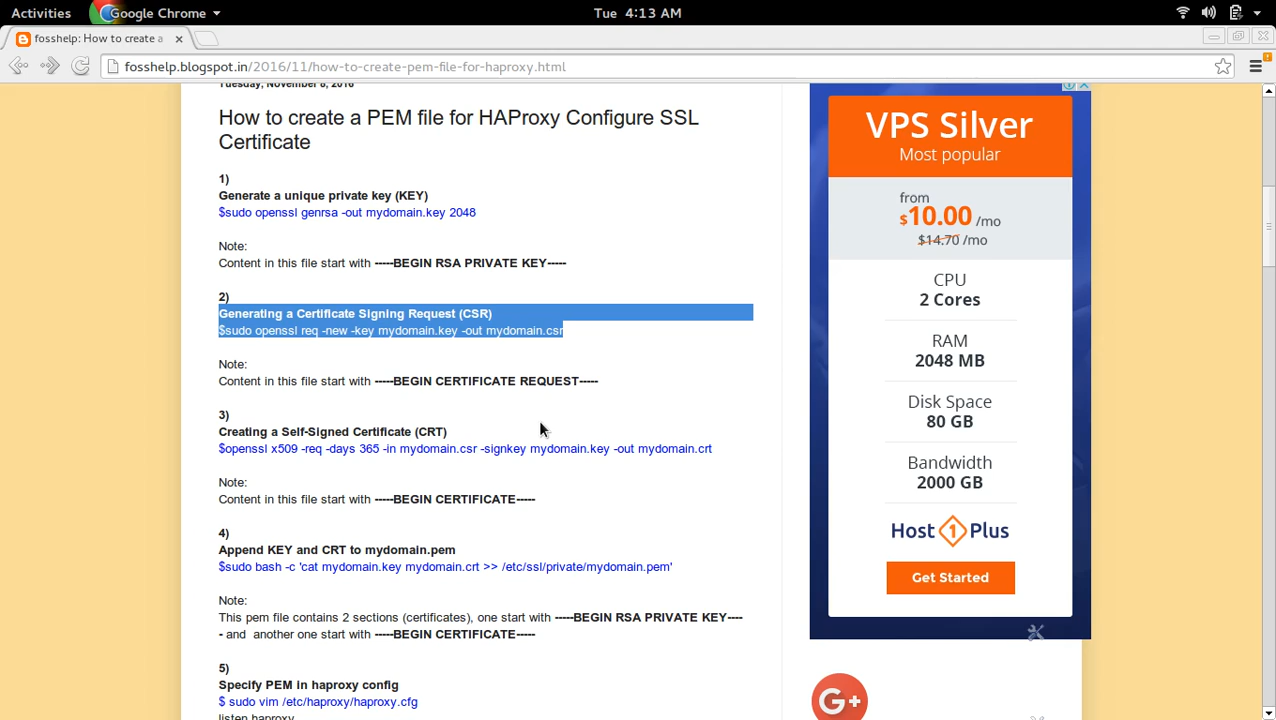 Activities
Google Chrome
Tue 4:13 AM
fosshelp: How to create a
fosshelp.blogspot.in/2016/11/how-to-create-pem-file-for-haproxy.html
Tuesday, November 8, 2016
How to create a PEM file for HAProxy Configure SSL
Certificate
1)
Generate a unique private key (KEY)
$sudo openssl genrsa -out mydomain.key 2048
Note:
Content in this file start with -----BEGIN RSA PRIVATE KEY-----
2)
Generating a Certificate Signing Request (CSR)
$sudo openssl req -new -key mydomain.key -out mydomain.csr
Note:
Content in this file start with -----BEGIN CERTIFICATE REQUEST-----
3)
Creating a Self-Signed Certificate (CRT)
$openssl x509 -req -days 365 -in mydomain.csr -signkey mydomain.key -out mydomain.crt
Note:
Content in this file start with -----BEGIN CERTIFICATE-----
4)
Append KEY and CRT to mydomain.pem
$sudo bash -c 'cat mydomain.key mydomain.crt >> /etc/ssl/private/mydomain.pem'
Note:
This pem file contains 2 sections (certificates), one start with -----BEGIN RSA PRIVATE KEY----
- and another one start with -----BEGIN CERTIFICATE-----
5)
Specify PEM in haproxy config
$ sudo vim /etc/haproxy/haproxy.cfg
listen haproxy
VPS Silver
Most popular
from
$10.00 /mo
$14.70 /mo
CPU
2 Cores
RAM
2048 MB
Disk Space
80 GB
Bandwidth
2000 GB
Host 1 Plus
Get Started
G+